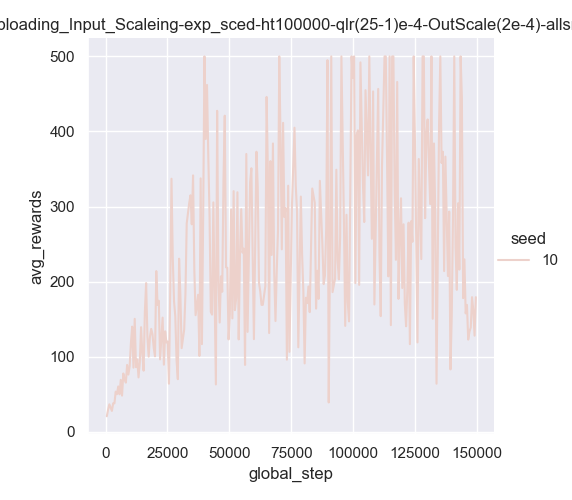 ploading_Input_Scaleing-exp_sced-ht100000-qlr(25-1)e-4-OutScale(2e-4)-alls
500
400
300
200
100
0
avg_rewards
0 25000 50000 75000 100000 125000 150000
global_step
seed
10